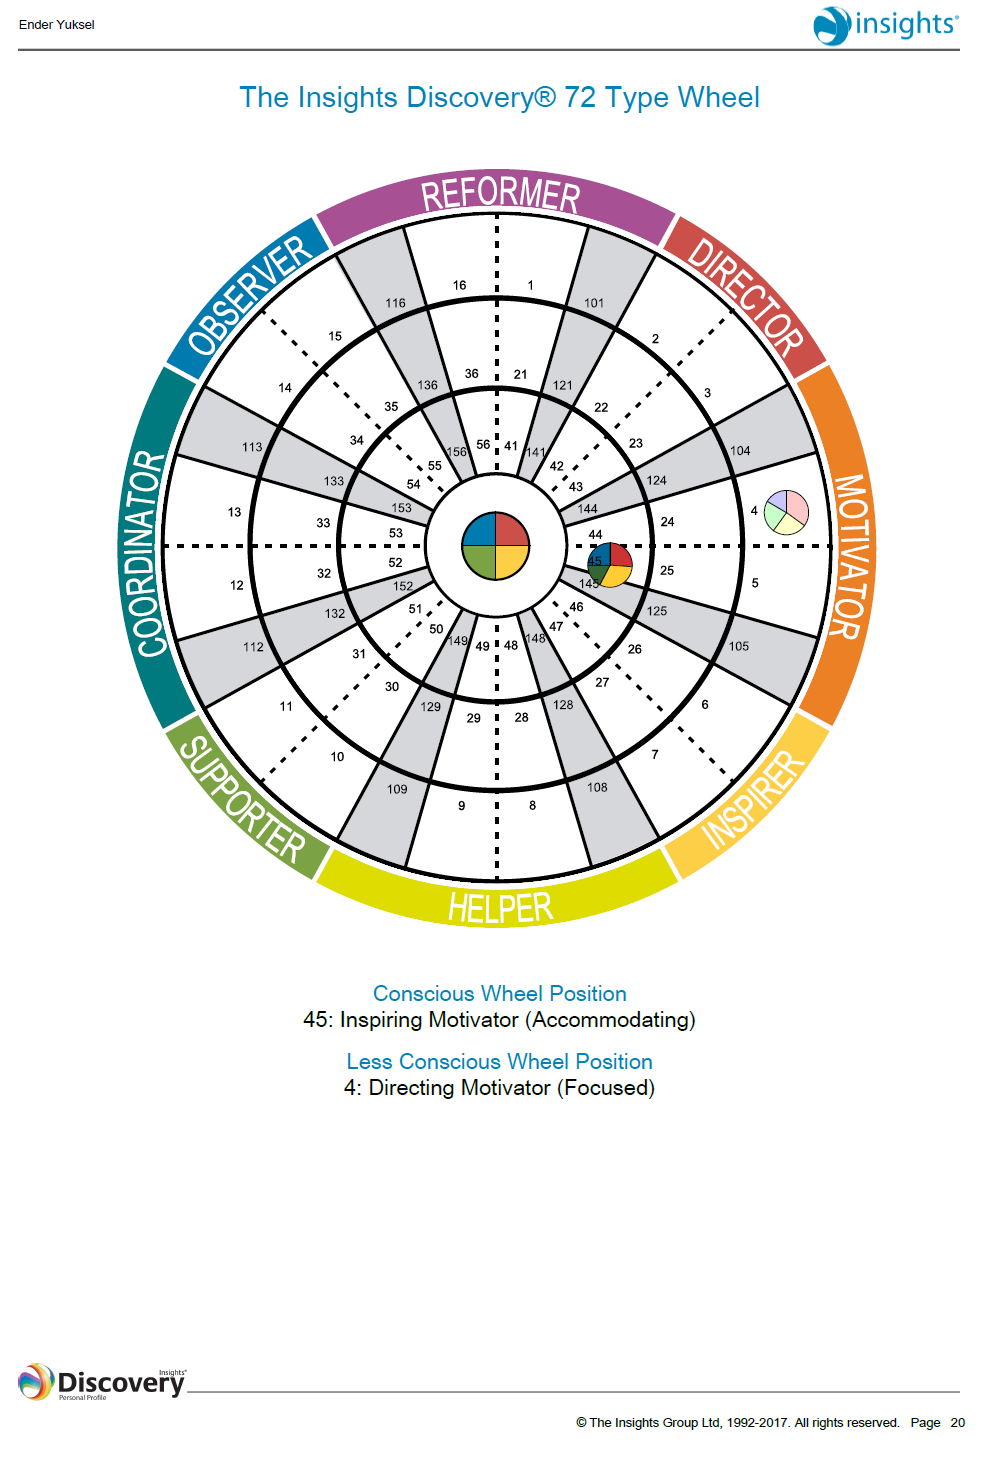 Ender Yuksel
insights®
The Insights Discovery® 72 Type Wheel
REFORMER
OBSERVER
DIRECTOR
COORDINATOR
MOTIVATOR
SUPPORTER
INSPIRER
HELPER
16 1
116 101
15 2
36 21
14 136 121 3
35 22
34 156 56 41 141 23
113 55 42 104
133 54 43 124
153 144
13 33 53 44 24 4
12 32 52 45 25 5
152 145
132 51 46 125
112 50 149 49 48 148 47 105
31 26
30 27
11 129 29 28 128 6
10 7
109 108
9 8
Conscious Wheel Position
45: Inspiring Motivator (Accommodating)
Less Conscious Wheel Position
4: Directing Motivator (Focused)
Insights®
Discovery
Personal Profile
© The Insights Group Ltd, 1992-2017. All rights reserved. Page 20